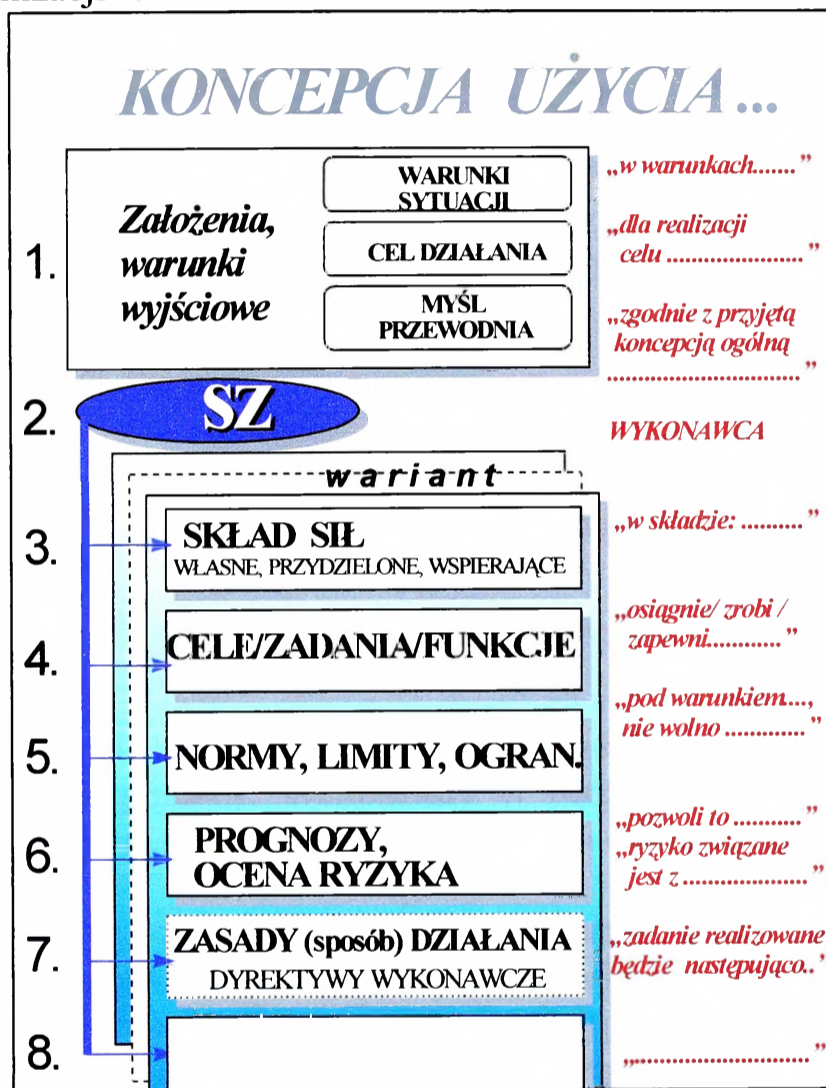 KONCEPCJA UŻYCIA ...
1.
Założenia,
warunki
wyjściowe
WARUNKI
SYTUACJI
CEL DZIAŁANIA
MYŚL
PRZEWODNIA
„w warunkach....... ”
„dla realizacji
celu ....................... ”
„zgodnie z przyjętą
koncepcją ogólną
................................ ”
2.
SZ
WYKONAWCA
wariant
3.
SKŁAD SIŁ
WŁASNE, PRZYDZIELONE, WSPIERAJĄCE
„w składzie: .......... ”
4.
CELE/ZADANIA/FUNKCJE
„osiągnie/ zrobi /
zapewni............ ”
5.
NORMY, LIMITY, OGRAN.
„pod warunkiem....,
nie wolno ............. ”
6.
PROGNOZY,
OCENA RYZYKA
„pozwoli to ........... ”
„ryzyko związane
jest z .................... ”
7.
ZASADY (sposób) DZIAŁANIA
DYREKTYWY WYKONAWCZE
„zadanie realizowane
będzie następująco.. ’
8.
„............................. ”